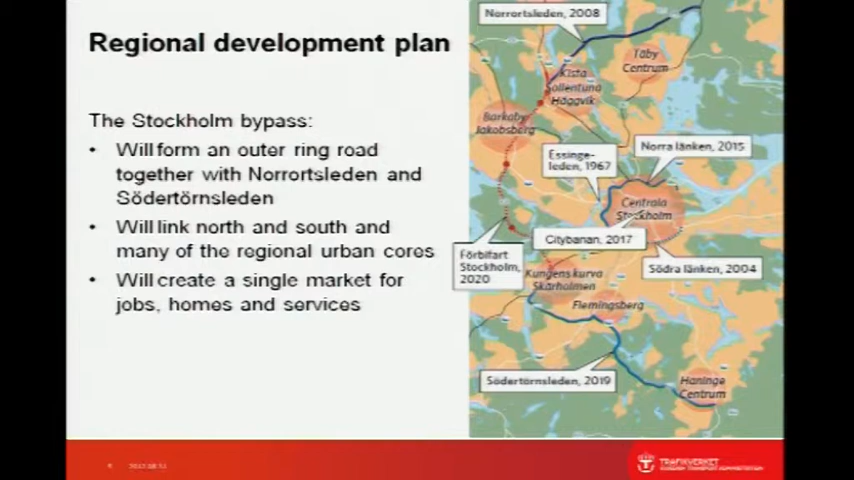 Regional development plan
The Stockholm bypass:
• Will form an outer ring road
together with Norrortsleden and
Södertörnsleden
• Will link north and south and
many of the regional urban cores
• Will create a single market for
jobs, homes and services
Norrortsleden, 2008
Täby
Centrum
Kista
Sollentuna
Häggvik
Barkaby
Jakobsberg
Norra länken, 2015
Essinge-
leden, 1967
Centrala
Stockholm
Citybanan, 2017
Förbifart
Stockholm,
2020
Kungens kurva
Skärholmen
Södra länken, 2004
Flemingsberg
Södertörnsleden, 2019
Haninge
Centrum
TRAFIKVERKET